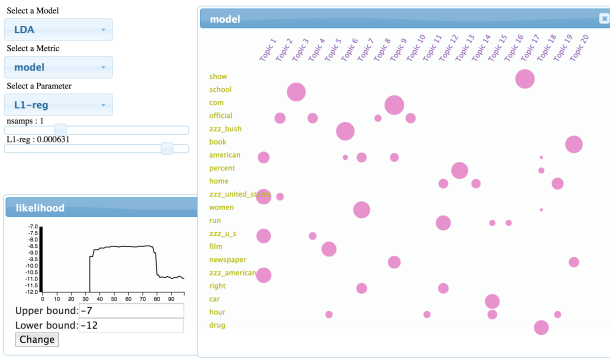 Select a Model
LDA
Select a Metric
model
Select a Parameter
L1-reg
nsamps : 1
L1-reg : 0.000631
likelihood
-7.0
-7.5
-8.0
-8.5
-9.0
-9.5
-10.0
-10.5
-11.0
-11.5
-12.0
0 10 20 30 40 50 60 70 80 90
Upper bound: -7
Lower bound: -12
Change
model
Topic 1 Topic 2 Topic 3 Topic 4 Topic 5 Topic 6 Topic 7 Topic 8 Topic 9 Topic 10 Topic 11 Topic 12 Topic 13 Topic 14 Topic 15 Topic 16 Topic 17 Topic 18 Topic 19 Topic 20
show
school
com
official
zzz_bush
book
american
percent
home
zzz_united_states
women
run
zzz_u_s
film
newspaper
zzz_american
right
car
hour
drug